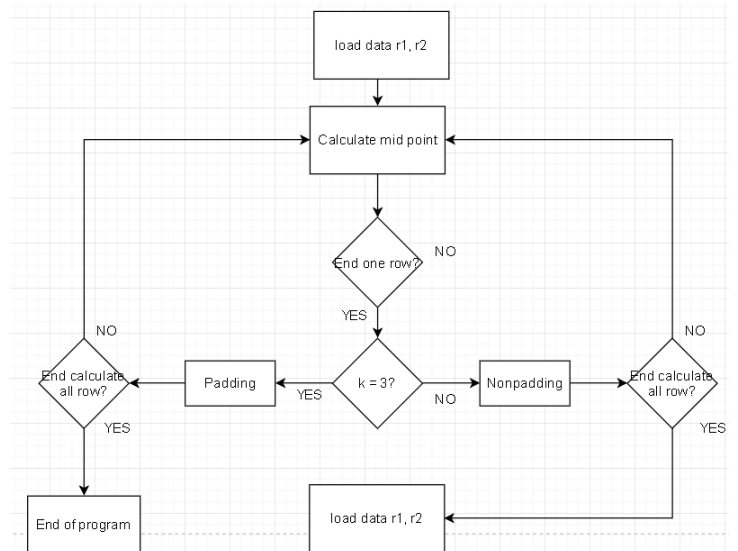 load data r1, r2
Calculate mid point
End one row?
NO
YES
NO
End calculate
all row?
Padding
YES
k = 3?
NO
Nonpadding
NO
End calculate
all row?
YES
YES
End of program
load data r1, r2